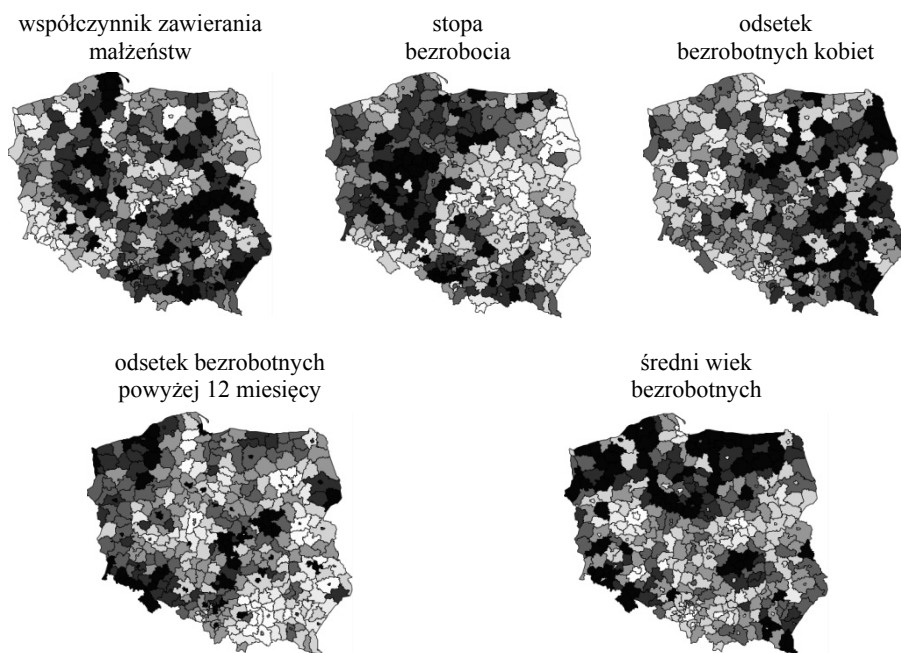 współczynnik zawierania
małżeństw
stopa
bezrobocia
odsetek
bezrobotnych kobiet
odsetek bezrobotnych
powyżej 12 miesięcy
średni wiek
bezrobotnych